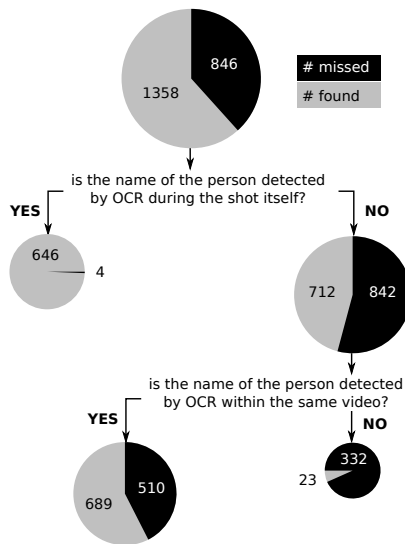 846
1358
# missed
# found
is the name of the person detected
by OCR during the shot itself?
YES
NO
646
4
712
842
is the name of the person detected
by OCR within the same video?
YES
NO
332
23
689
510